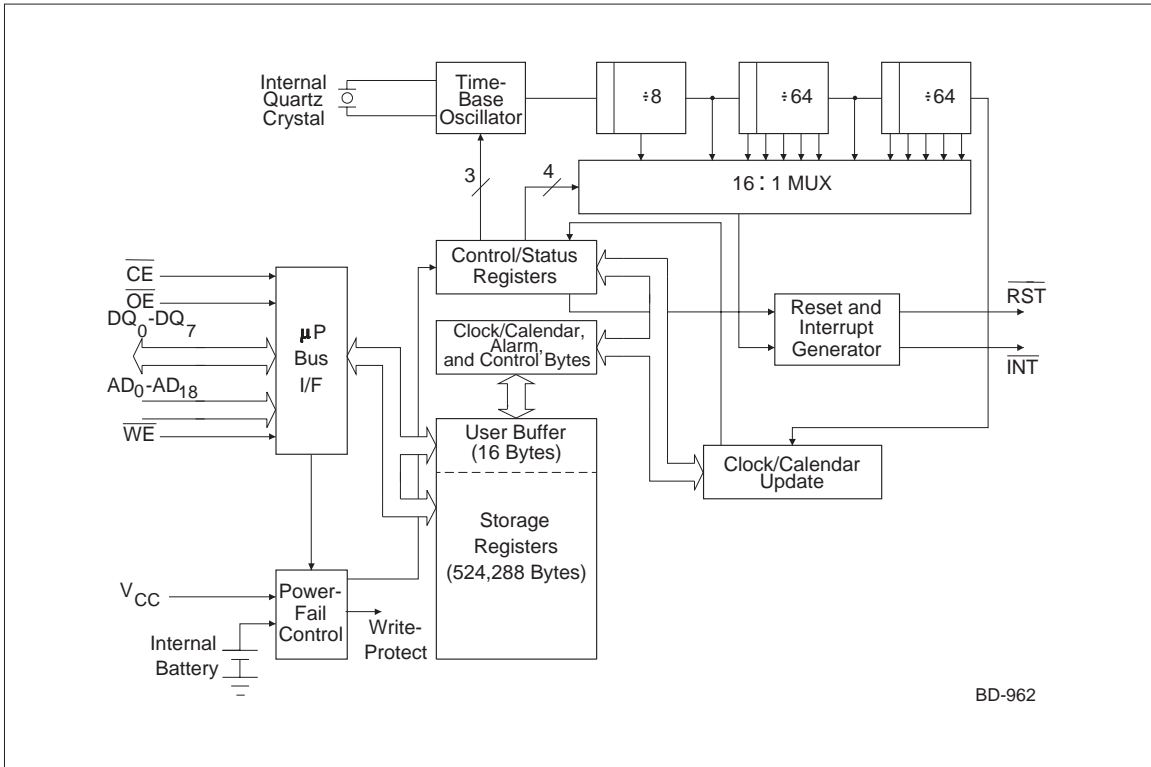 Internal
Quartz
Crystal
Time-
Base
Oscillator
÷8
÷64
÷64
3
4
16 : 1 MUX
Control/Status
Registers
CE
OE
DQ0-DQ7
AD0-AD18
WE
µP
Bus
I/F
Clock/Calendar,
Alarm,
and Control Bytes
Reset and
Interrupt
Generator
RST
INT
User Buffer
(16 Bytes)
Clock/Calendar
Update
Storage
Registers
(524,288 Bytes)
VCC
Power-
Fail
Control
Write-
Protect
Internal
Battery
BD-962